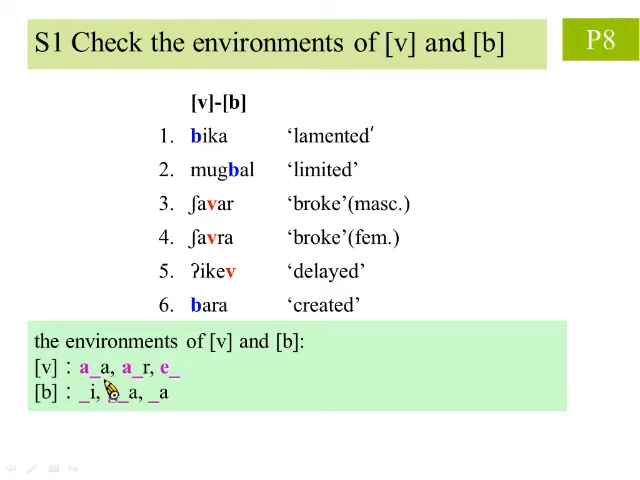 S1 Check the environments of [v] and [b]
P8
[v]-[b]
1. bika ‘lamented’
2. mugbal ‘limited’
3. ʃavar ‘broke’(masc.)
4. ʃavra ‘broke’(fem.)
5. ʔikev ‘delayed’
6. bara ‘created’
the environments of [v] and [b]:
[v]：a_a, a_r, e_
[b]：_i, g_a, _a